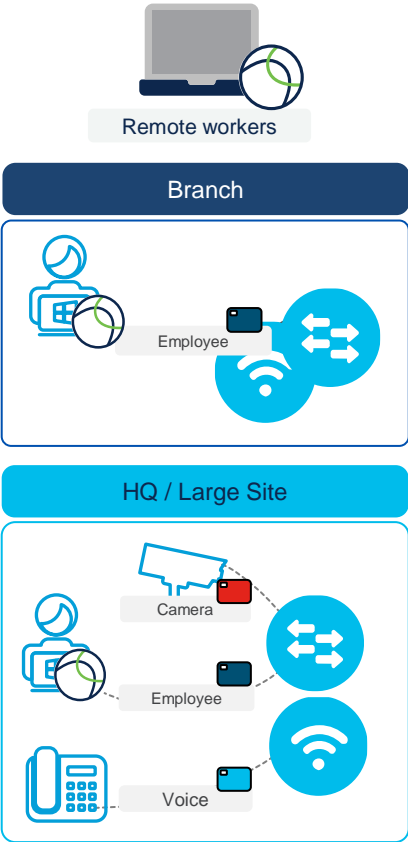 Remote workers
Branch
Employee
HQ / Large Site
Camera
Employee
Voice